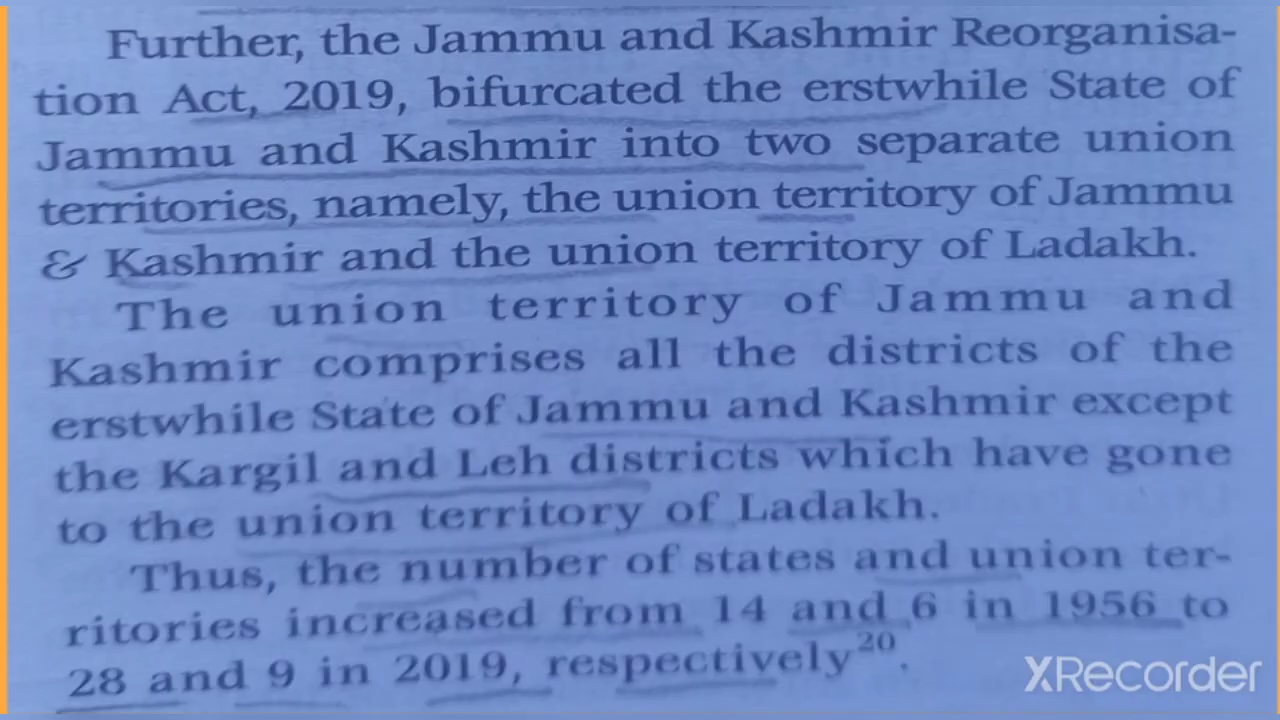 Further, the Jammu and Kashmir Reorganisa-
tion Act, 2019, bifurcated the erstwhile State of
Jammu and Kashmir into two separate union
territories, namely, the union territory of Jammu
& Kashmir and the union territory of Ladakh.
The union territory of Jammu and
Kashmir comprises all the districts of the
erstwhile State of Jammu and Kashmir except
the Kargil and Leh districts which have gone
to the union territory of Ladakh.
Thus, the number of states and union ter-
ritories increased from 14 and 6 in 1956 to
28 and 9 in 2019, respectively²⁰.
XRecorder